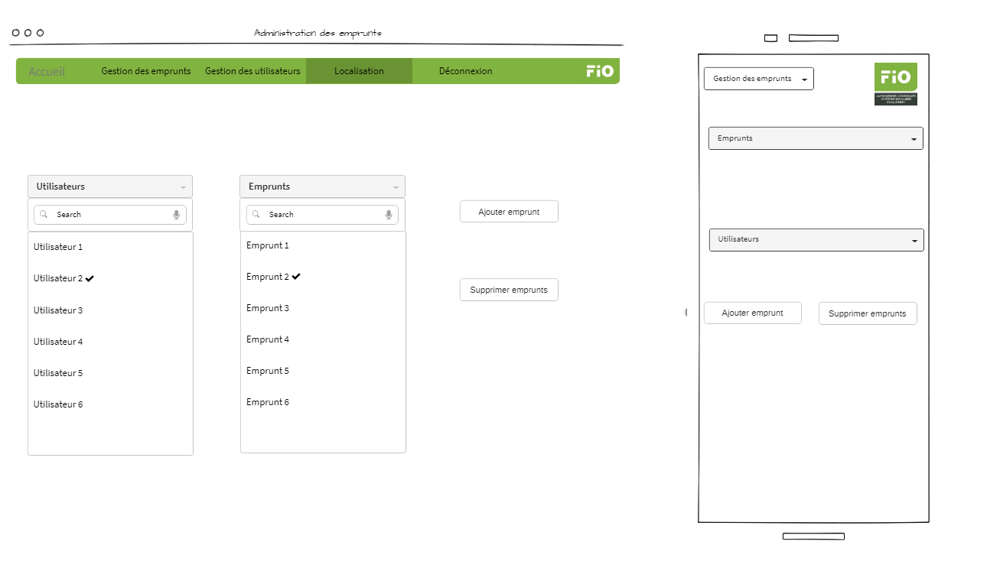 Administration des emprunts
Accueil Gestion des emprunts Gestion des utilisateurs Localisation Déconnexion FiO
Utilisateurs
Search
Utilisateur 1
Utilisateur 2
Utilisateur 3
Utilisateur 4
Utilisateur 5
Utilisateur 6
Emprunts
Search
Emprunt 1
Emprunt 2
Emprunt 3
Emprunt 4
Emprunt 5
Emprunt 6
Ajouter emprunt
Supprimer emprunts
Gestion des emprunts
FiO
Emprunts
Utilisateurs
Ajouter emprunt
Supprimer emprunts